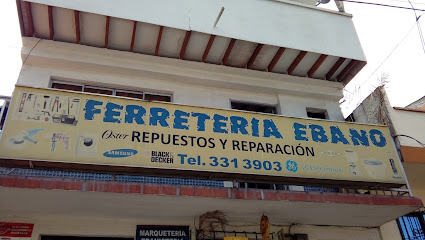 FERRETERIA EBANO
Oster REPUESTOS Y REPARACIÓN
SAMSUNG BLACK& DECKER Tel. 331 3903
MARQUETERIA